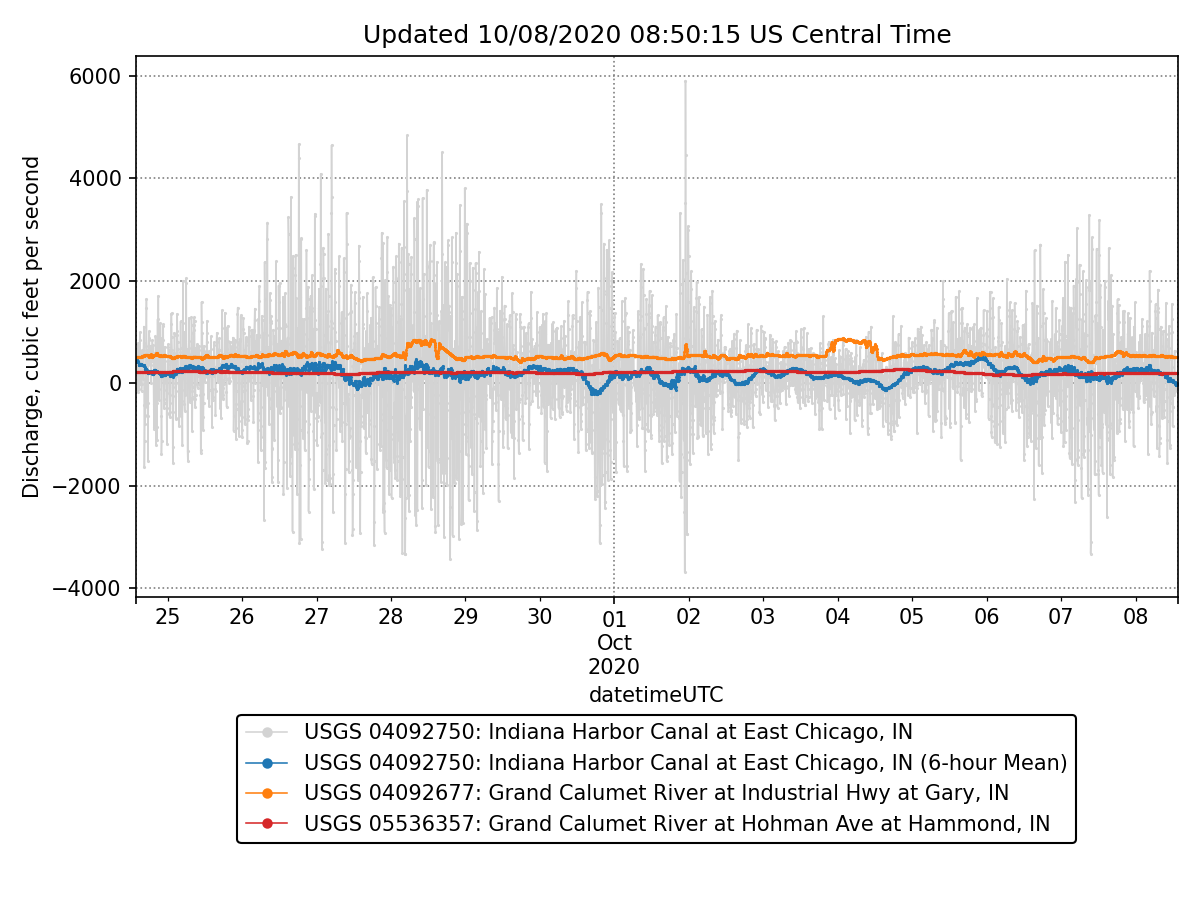 Updated 10/08/2020 08:50:15 US Central Time
Discharge, cubic feet per second
6000
4000
2000
0
−2000
−4000
25 26 27 28 29 30 01 02 03 04 05 06 07 08
Oct
2020
datetimeUTC
USGS 04092750: Indiana Harbor Canal at East Chicago, IN
USGS 04092750: Indiana Harbor Canal at East Chicago, IN (6-hour Mean)
USGS 04092677: Grand Calumet River at Industrial Hwy at Gary, IN
USGS 05536357: Grand Calumet River at Hohman Ave at Hammond, IN